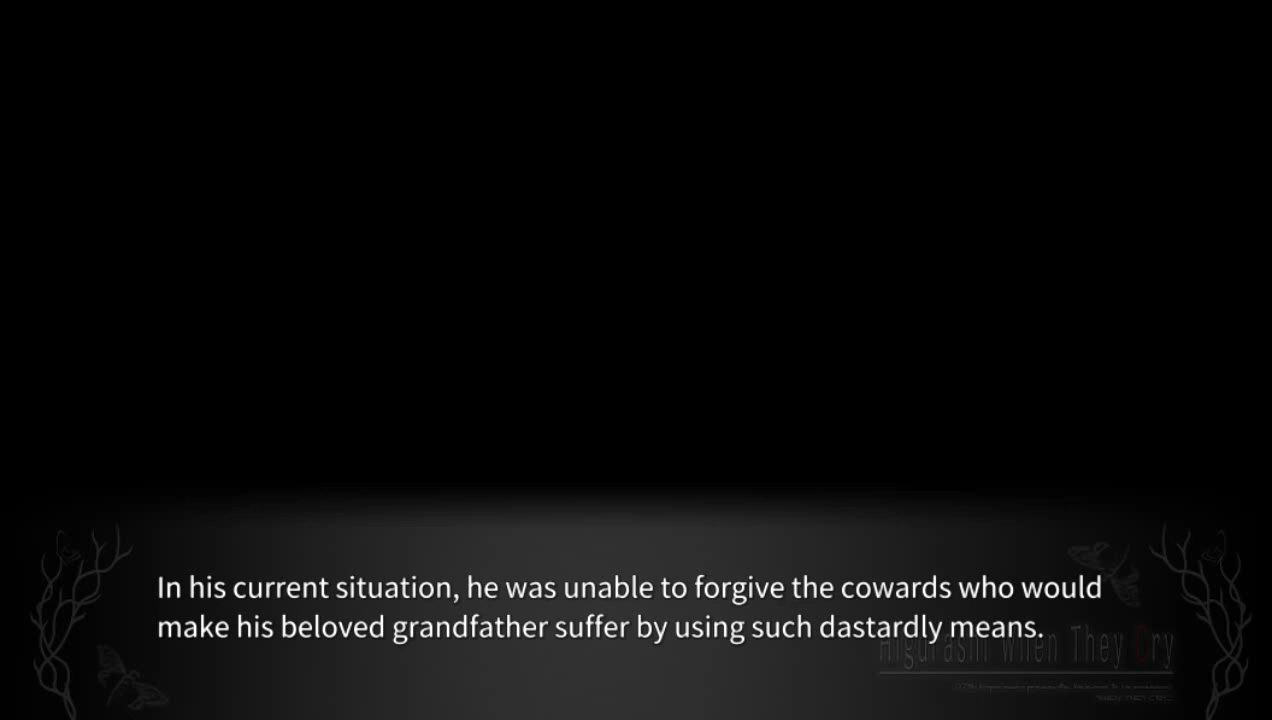 In his current situation, he was unable to forgive the cowards who would
make his beloved grandfather suffer by using such dastardly means.
Higurashi When They Cry